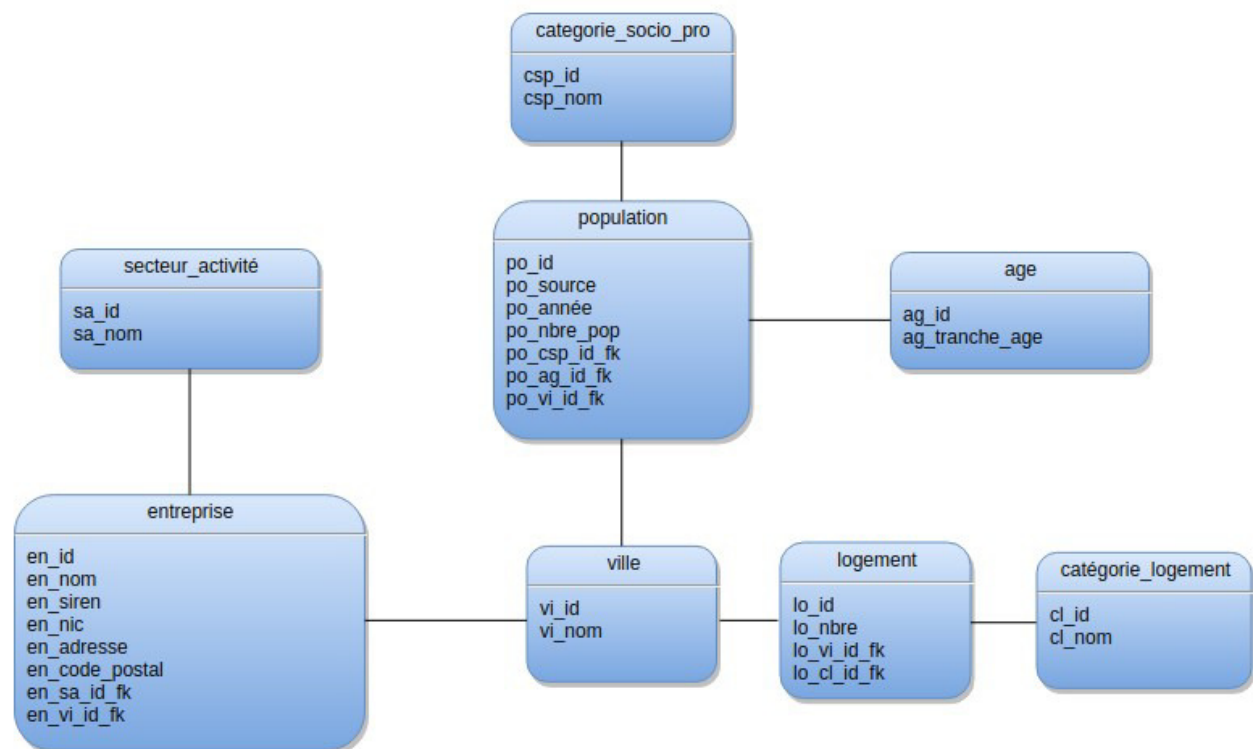 categorie_socio_pro
csp_id
csp_nom
population
po_id
po_source
po_année
po_nbre_pop
po_csp_id_fk
po_ag_id_fk
po_vi_id_fk
secteur_activité
sa_id
sa_nom
age
ag_id
ag_tranche_age
entreprise
en_id
en_nom
en_siren
en_nic
en_adresse
en_code_postal
en_sa_id_fk
en_vi_id_fk
ville
vi_id
vi_nom
logement
lo_id
lo_nbre
lo_vi_id_fk
lo_cl_id_fk
catégorie_logement
cl_id
cl_nom